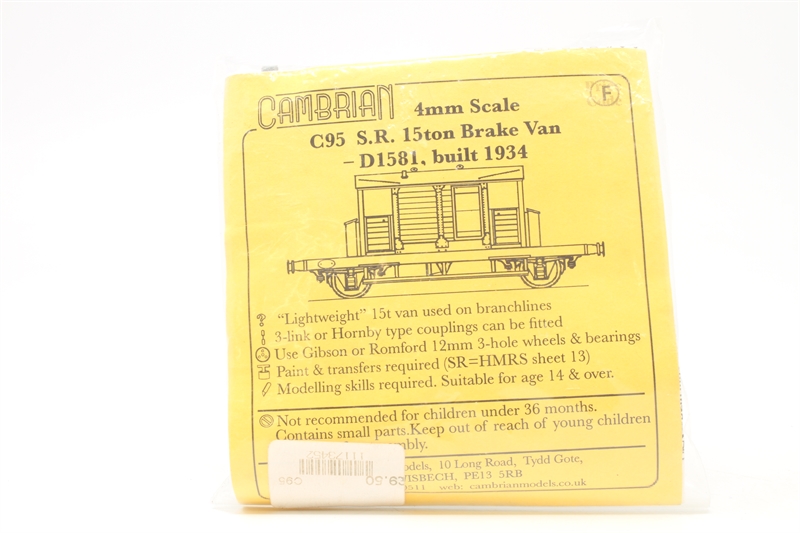 CAMBRIAN
4mm Scale
F
C95 S.R. 15ton Brake Van
– D1581, built 1934
"Lightweight" 15t van used on branchlines
3-link or Hornby type couplings can be fitted
Use Gibson or Romford 12mm 3-hole wheels & bearings
Paint & transfers required (SR=HMRS sheet 13)
Modelling skills required. Suitable for age 14 & over.
Not recommended for children under 36 months.
Contains small parts.Keep out of reach of young children
10 Long Road, Tydd Gote,
PE13 5RB
web: cambrianmodels.co.uk
C95
£9.50